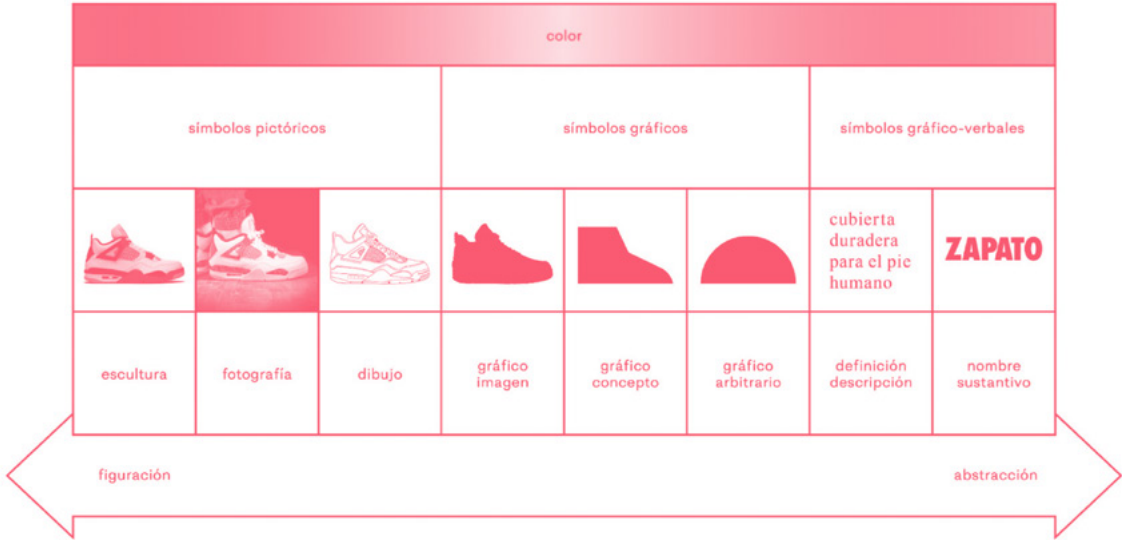 color
símbolos pictóricos
símbolos gráficos
símbolos gráfico-verbales
cubierta
duradera
para el pie
humano
ZAPATO
escultura
fotografía
dibujo
gráfico
imagen
gráfico
concepto
gráfico
arbitrario
definición
descripción
nombre
sustantivo
figuración
abstracción